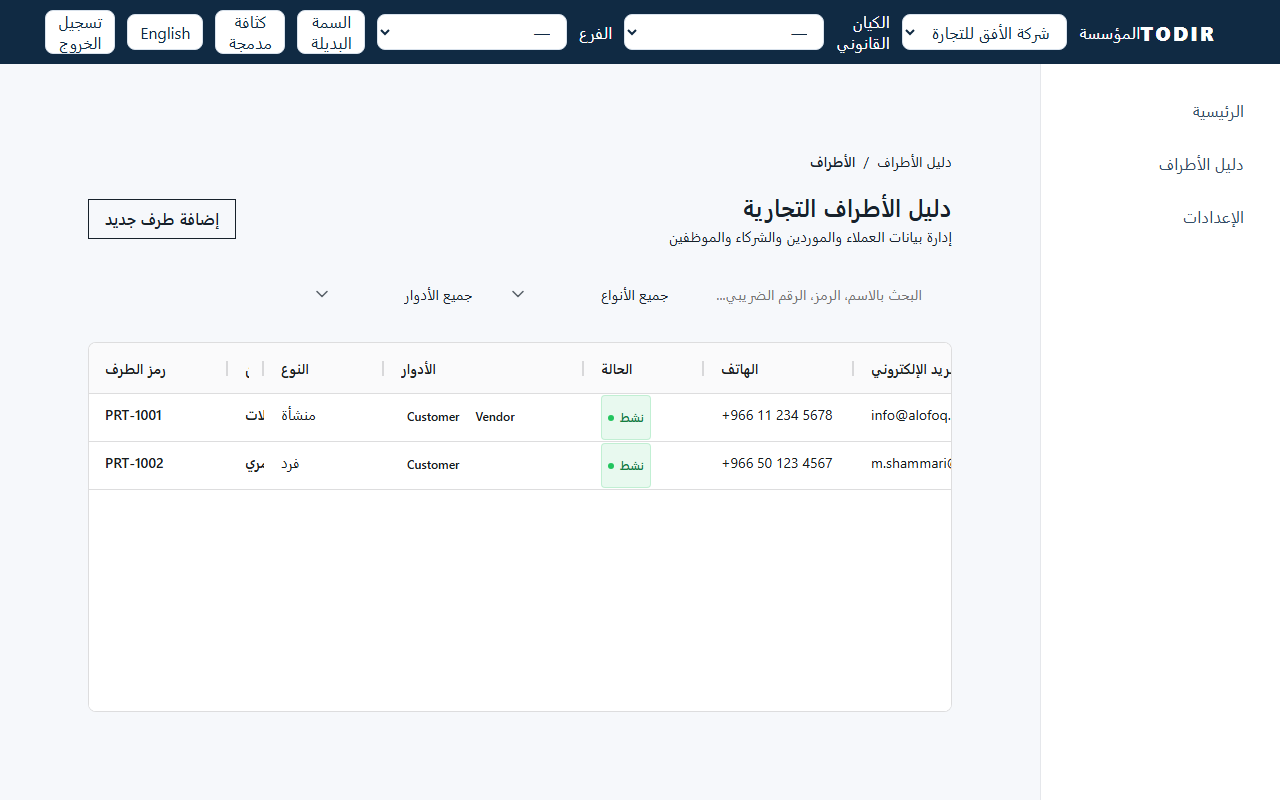 TODIR
المؤسسة
شركة الأفق للتجارة
الكيان القانوني
—
الفرع
—
السمة البديلة
كثافة مدمجة
English
تسجيل الخروج
الرئيسية
دليل الأطراف
الإعدادات
دليل الأطراف / الأطراف
دليل الأطراف التجارية
إدارة بيانات العملاء والموردين والشركاء والموظفين
إضافة طرف جديد
البحث بالاسم، الرمز، الرقم الضريبي...
جميع الأنواع
جميع الأدوار
رمز الطرف النوع الأدوار الحالة الهاتف
PRT-1001 منشأة Customer Vendor نشط +966 11 234 5678 info@alofoq.
PRT-1002 فرد Customer نشط +966 50 123 4567 m.shammari@